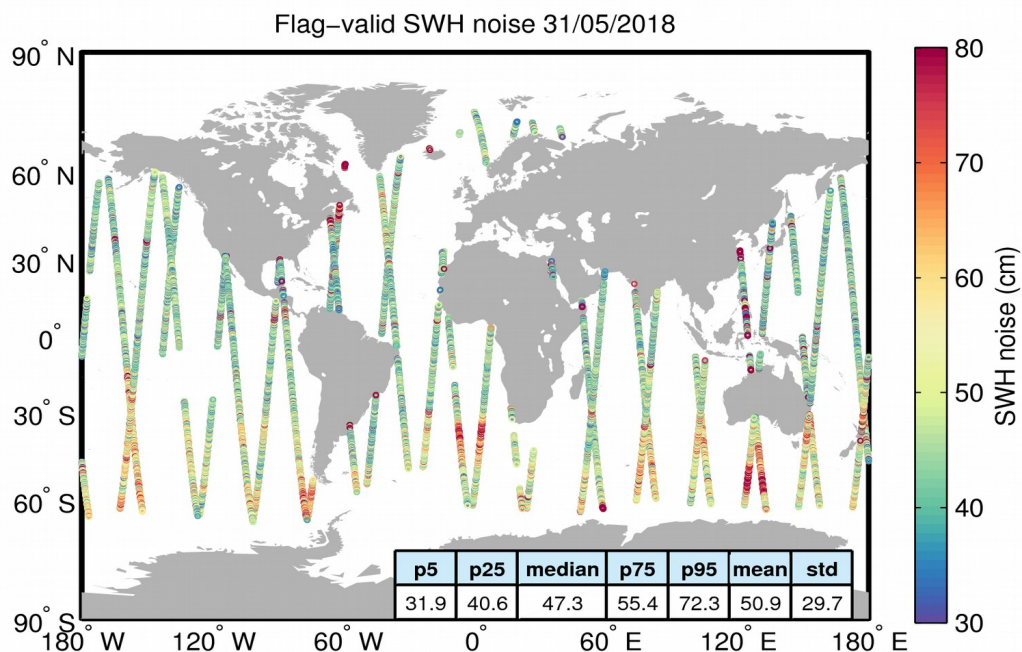 Flag−valid SWH noise 31/05/2018
90° N
60° N
30° N
0°
30° S
60° S
90° S
180° W
120° W
60° W
0°
60° E
120° E
180° E
80
70
60
50
40
30
SWH noise (cm)
p5 p25 median p75 p95 mean std
31.9 40.6 47.3 55.4 72.3 50.9 29.7